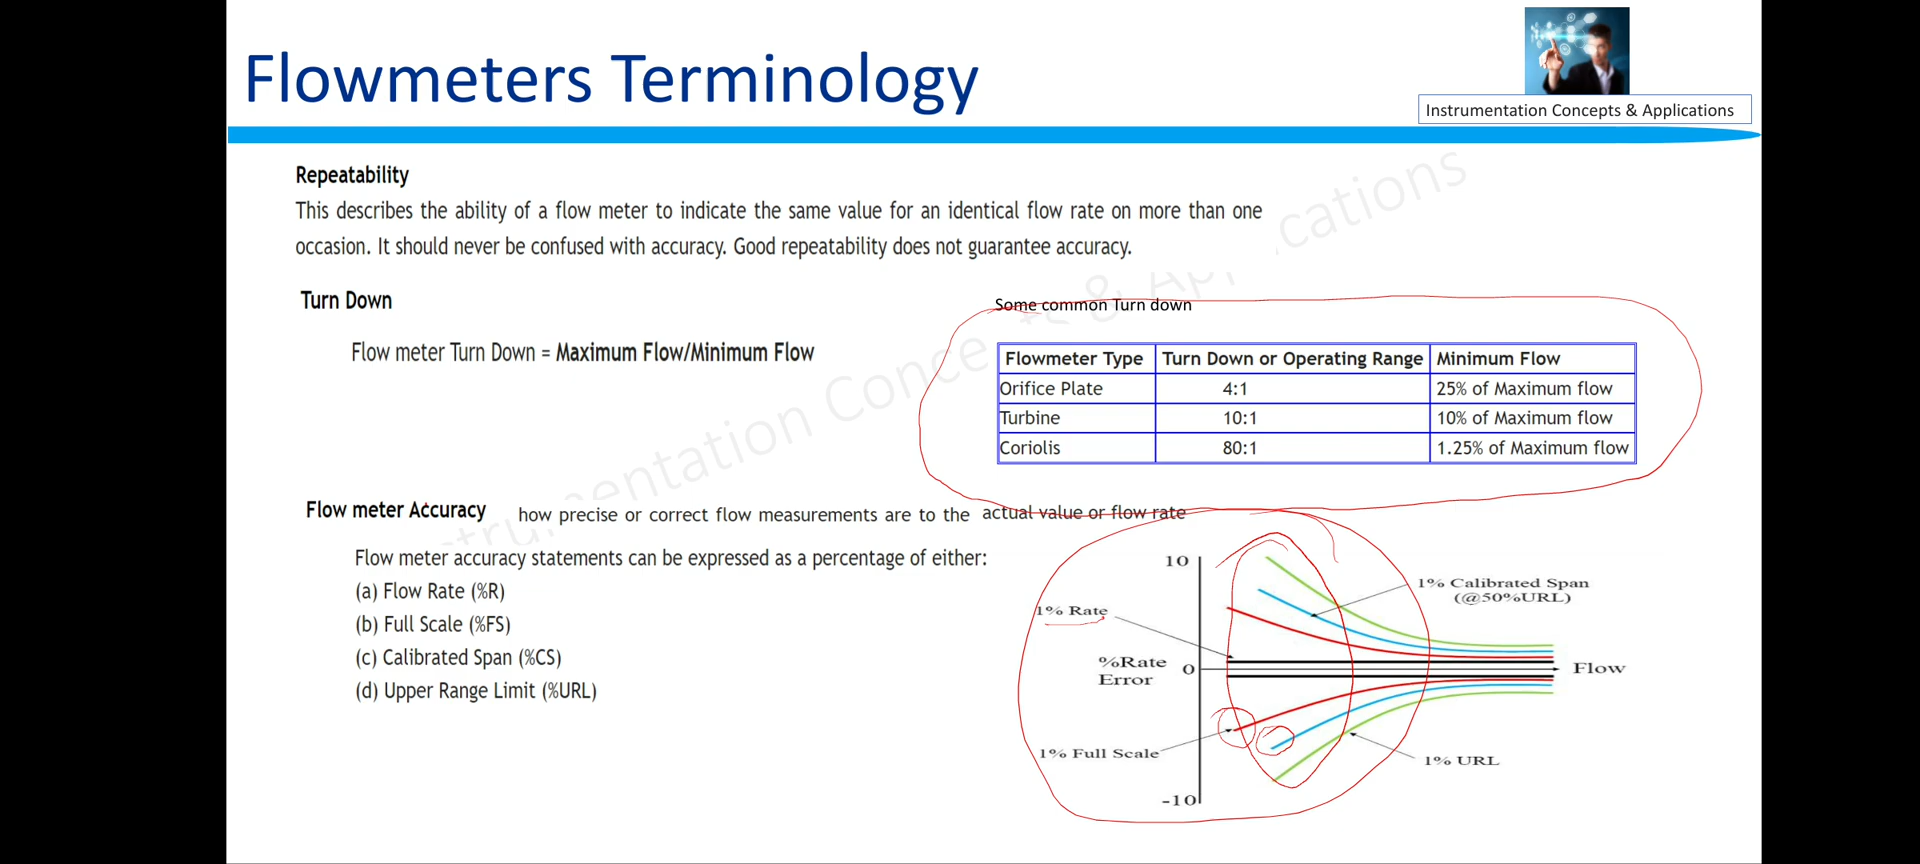 Flowmeters Terminology
Instrumentation Concepts & Applications
Repeatability
This describes the ability of a flow meter to indicate the same value for an identical flow rate on more than one
occasion. It should never be confused with accuracy. Good repeatability does not guarantee accuracy.
Turn Down
Flow meter Turn Down = Maximum Flow/Minimum Flow
Some common Turn down
Flowmeter Type Turn Down or Operating Range Minimum Flow
Orifice Plate 4:1 25% of Maximum flow
Turbine 10:1 10% of Maximum flow
Coriolis 80:1 1.25% of Maximum flow
Flow meter Accuracy how precise or correct flow measurements are to the actual value or flow rate
Flow meter accuracy statements can be expressed as a percentage of either:
(a) Flow Rate (%R)
(b) Full Scale (%FS)
(c) Calibrated Span (%CS)
(d) Upper Range Limit (%URL)
10
1% Calibrated Span
(@50%URL)
1% Rate
%Rate
Error
0
Flow
1% Full Scale
1% URL
-10